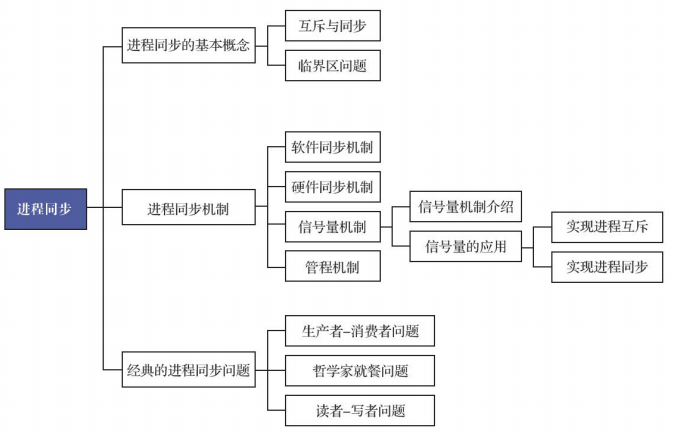 进程同步
进程同步的基本概念
互斥与同步
临界区问题
进程同步机制
软件同步机制
硬件同步机制
信号量机制
信号量机制介绍
信号量的应用
实现进程互斥
实现进程同步
管程机制
经典的进程同步问题
生产者–消费者问题
哲学家就餐问题
读者–写者问题